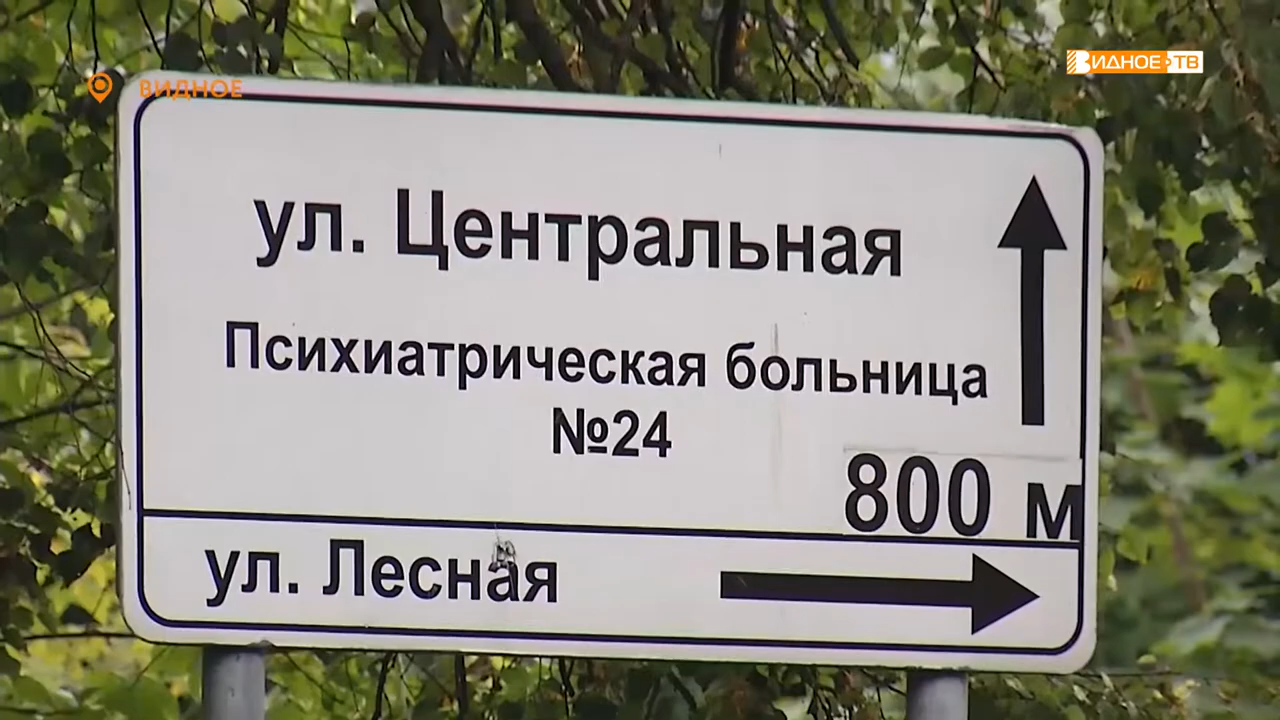 ВИДНОЕ
ВИДНОЕ ТВ
ул. Центральная
Психиатрическая больница
№24
800 м
ул. Лесная